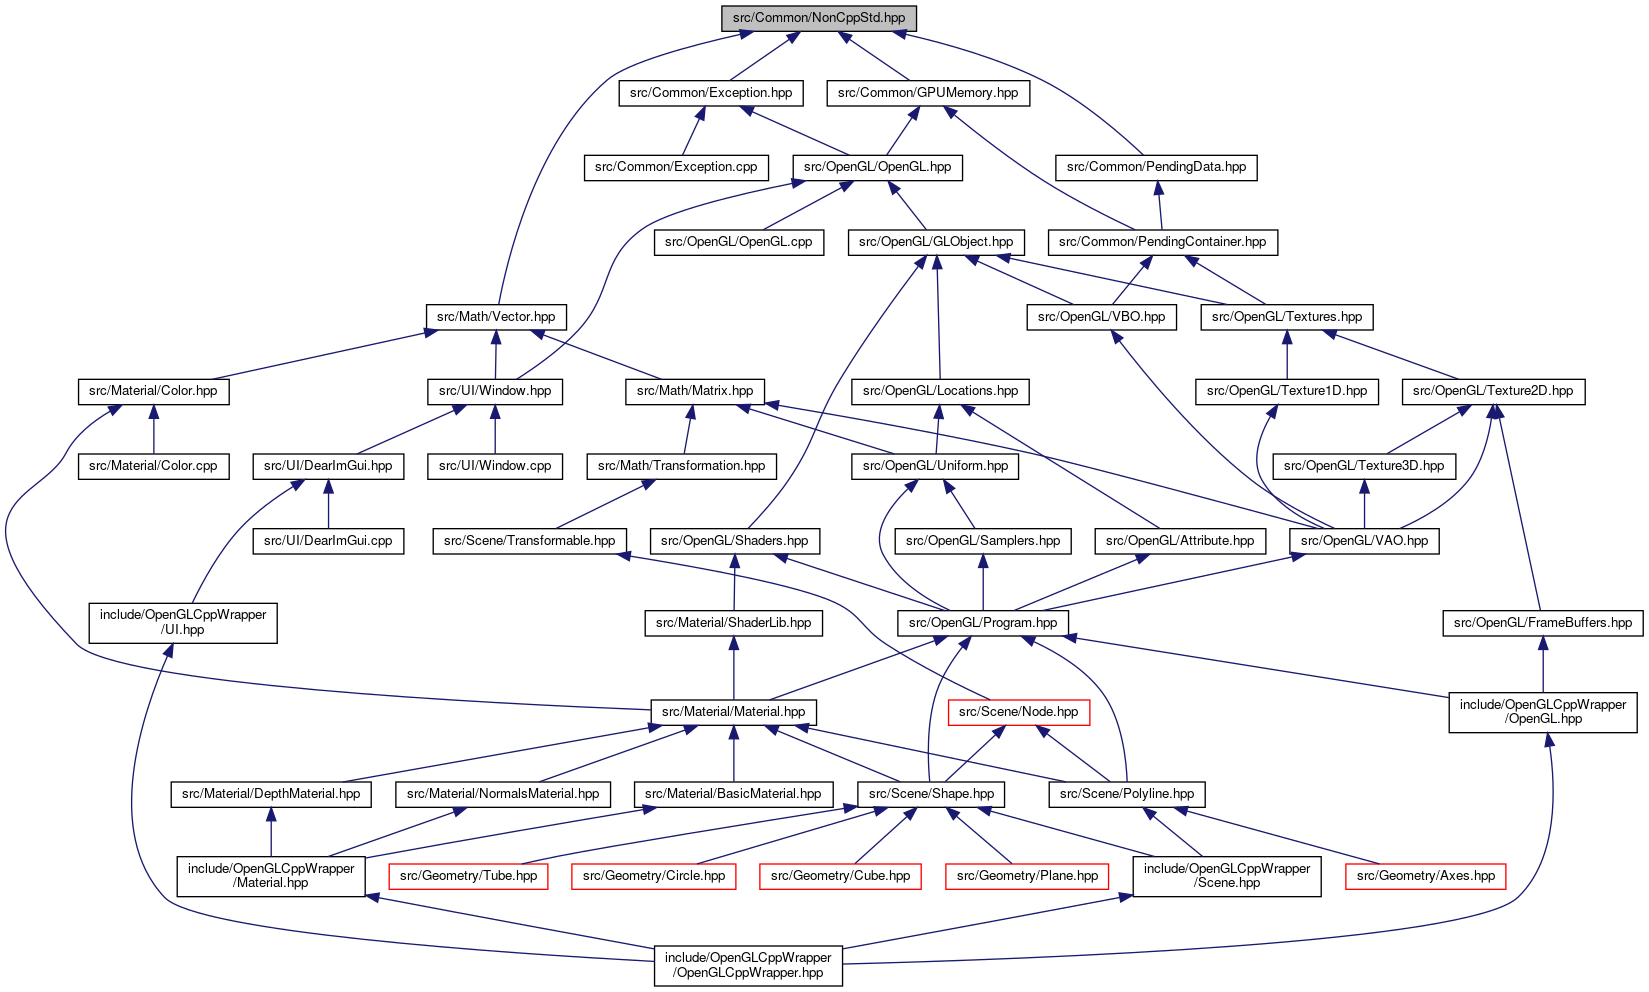 src/Common/NonCppStd.hpp
src/Common/Exception.hpp
src/Common/GPUMemory.hpp
src/Common/Exception.cpp
src/OpenGL/OpenGL.hpp
src/Common/PendingData.hpp
src/OpenGL/OpenGL.cpp
src/OpenGL/GLObject.hpp
src/Common/PendingContainer.hpp
src/Math/Vector.hpp
src/OpenGL/VBO.hpp
src/OpenGL/Textures.hpp
src/Material/Color.hpp
src/UI/Window.hpp
src/Math/Matrix.hpp
src/OpenGL/Locations.hpp
src/OpenGL/Texture1D.hpp
src/OpenGL/Texture2D.hpp
src/Material/Color.cpp
src/UI/DearImGui.hpp
src/UI/Window.cpp
src/Math/Transformation.hpp
src/OpenGL/Uniform.hpp
src/OpenGL/Texture3D.hpp
src/UI/DearImGui.cpp
src/Scene/Transformable.hpp
src/OpenGL/Shaders.hpp
src/OpenGL/Samplers.hpp
src/OpenGL/Attribute.hpp
src/OpenGL/VAO.hpp
include/OpenGLCppWrapper
/UI.hpp
src/Material/ShaderLib.hpp
src/OpenGL/Program.hpp
src/OpenGL/FrameBuffers.hpp
src/Material/Material.hpp
src/Scene/Node.hpp
include/OpenGLCppWrapper
/OpenGL.hpp
src/Material/DepthMaterial.hpp
src/Material/NormalsMaterial.hpp
src/Material/BasicMaterial.hpp
src/Scene/Shape.hpp
src/Scene/Polyline.hpp
include/OpenGLCppWrapper
/Material.hpp
src/Geometry/Tube.hpp
src/Geometry/Circle.hpp
src/Geometry/Cube.hpp
src/Geometry/Plane.hpp
include/OpenGLCppWrapper
/Scene.hpp
src/Geometry/Axes.hpp
include/OpenGLCppWrapper
/OpenGLCppWrapper.hpp